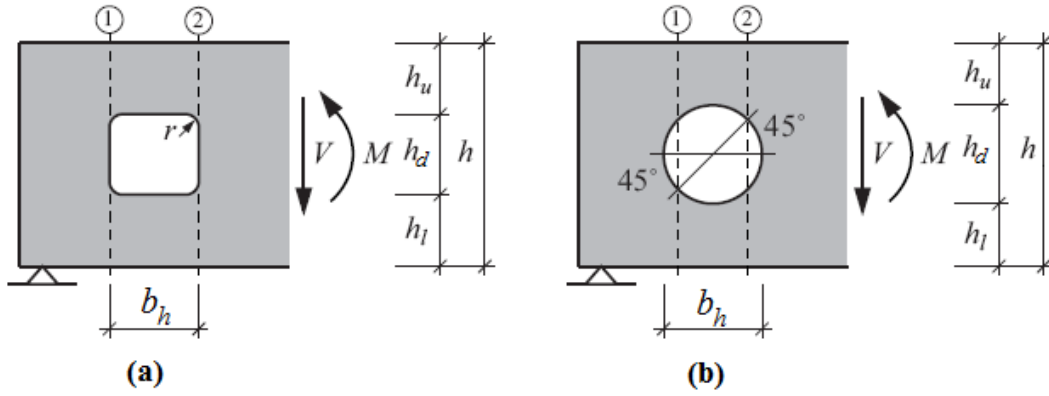 1 2 1 2
h_u h_u
r 45°
V M h_d h V M h_d h
45°
h_l h_l
b_h b_h
(a) (b)